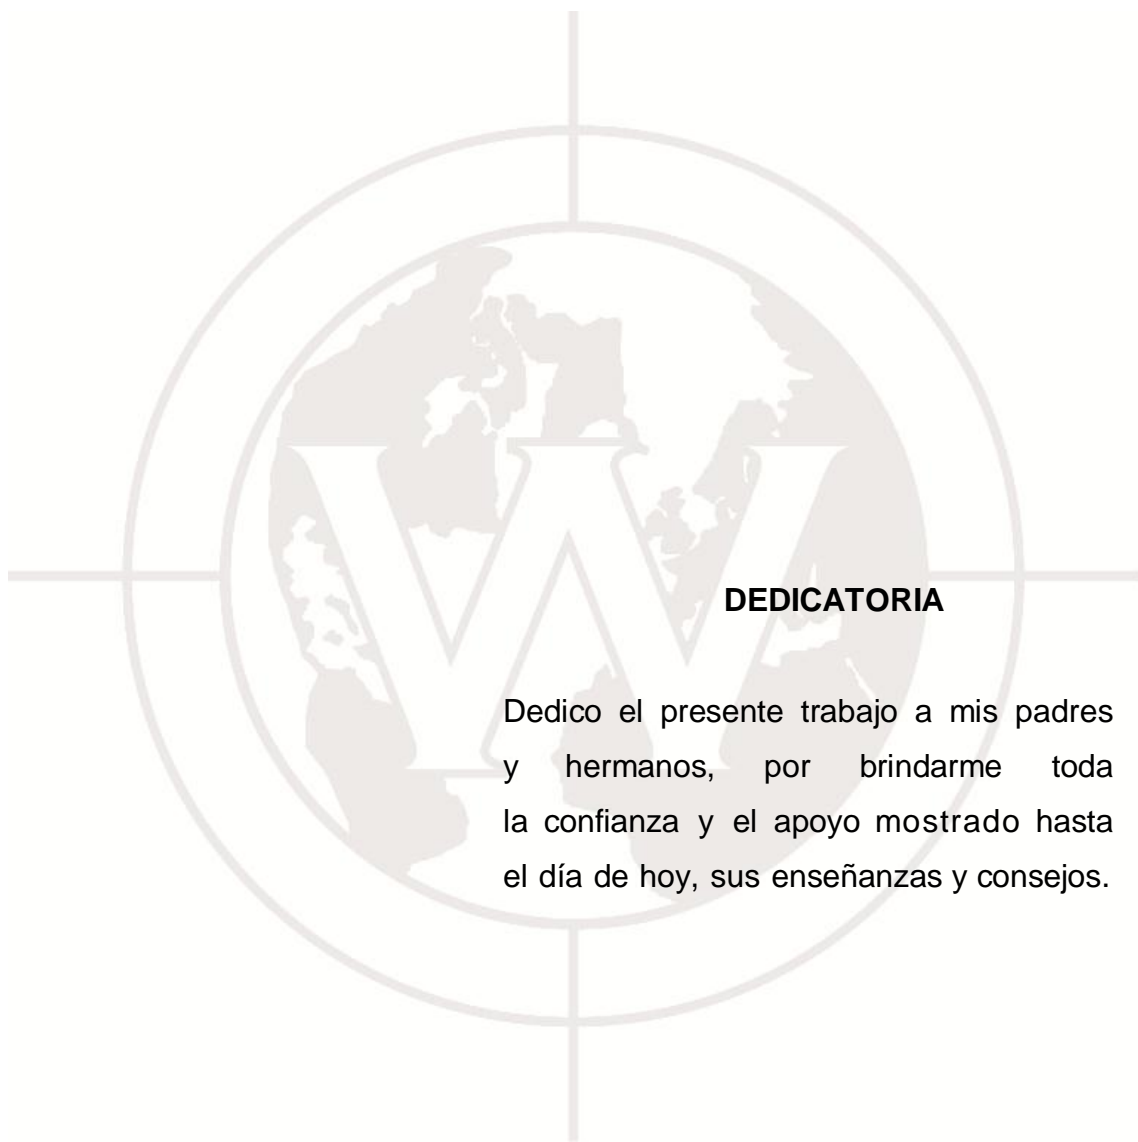 W
DEDICATORIA
Dedico el presente trabajo a mis padres
y hermanos, por brindarme toda
la confianza y el apoyo mostrado hasta
el día de hoy, sus enseñanzas y consejos.